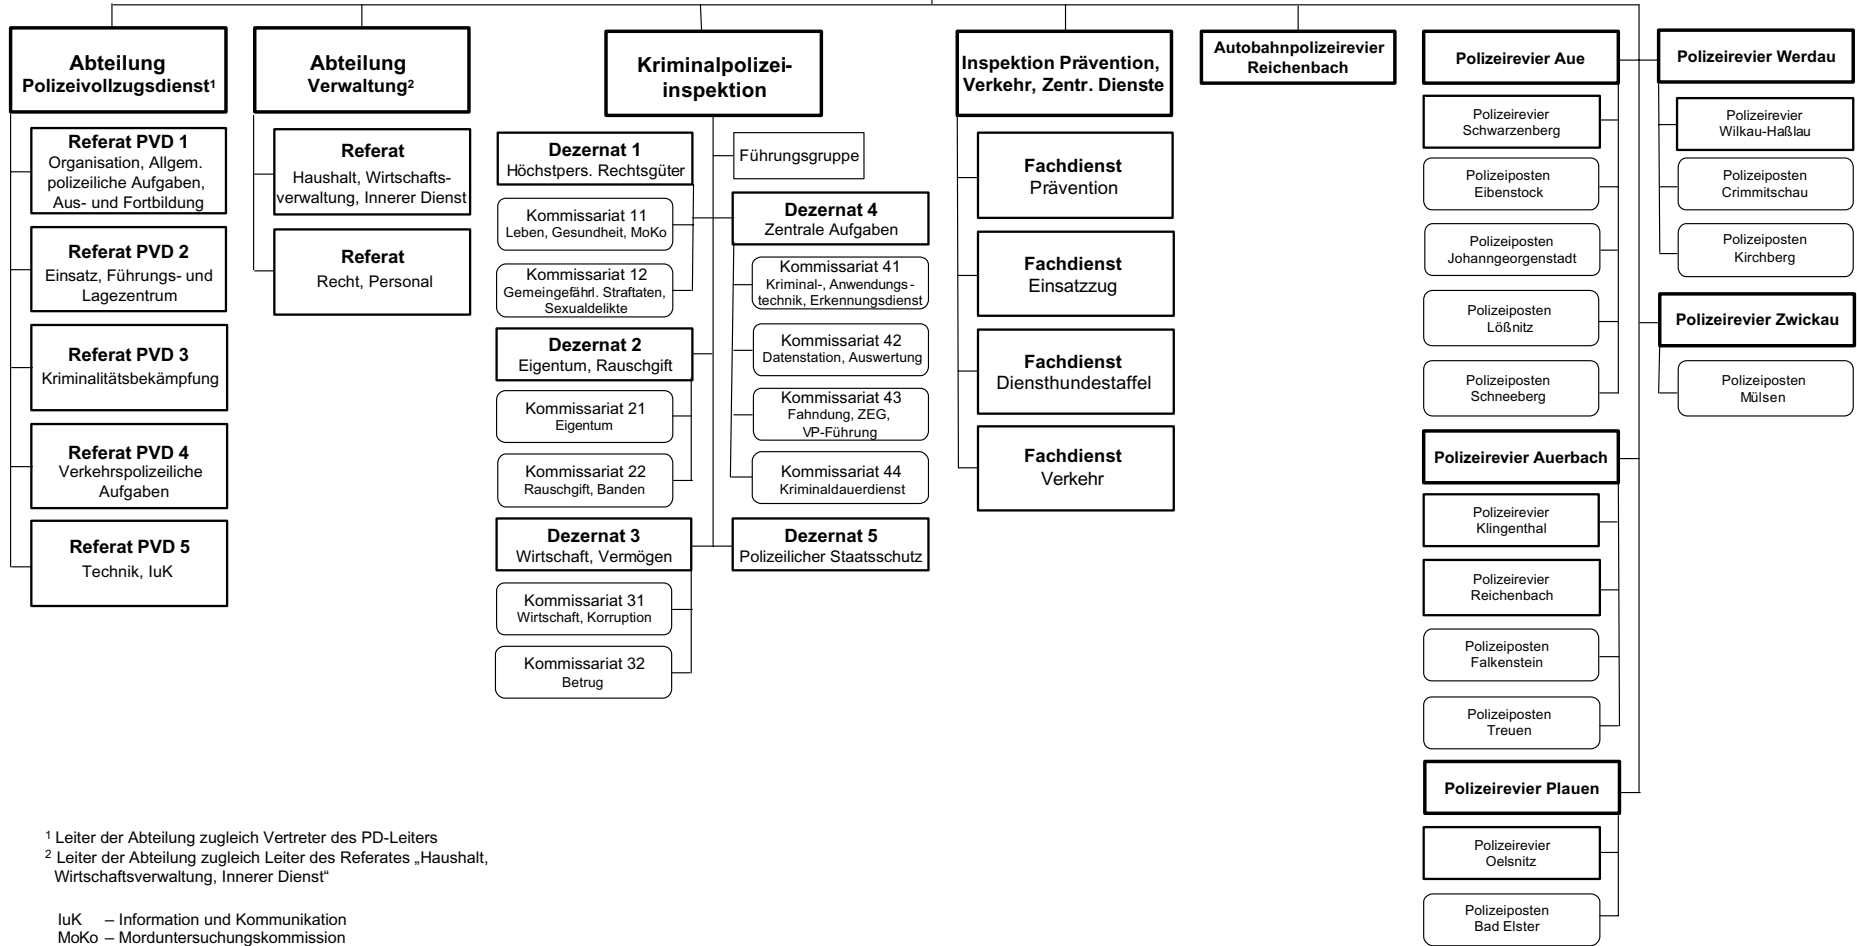 Abteilung
Polizeivollzugsdienst¹
Referat PVD 1
Organisation, Allgem.
polizeiliche Aufgaben,
Aus- und Fortbildung
Referat PVD 2
Einsatz, Führungs- und
Lagezentrum
Referat PVD 3
Kriminalitätsbekämpfung
Referat PVD 4
Verkehrspolizeiliche
Aufgaben
Referat PVD 5
Technik, IuK
Abteilung
Verwaltung²
Referat
Haushalt, Wirtschafts-
verwaltung, Innerer Dienst
Referat
Recht, Personal
Kriminalpolizei-
inspektion
Führungsgruppe
Dezernat 1
Höchstpers. Rechtsgüter
Kommissariat 11
Leben, Gesundheit, MoKo
Kommissariat 12
Gemeingefährl. Straftaten,
Sexualdelikte
Dezernat 2
Eigentum, Rauschgift
Kommissariat 21
Eigentum
Kommissariat 22
Rauschgift, Banden
Dezernat 3
Wirtschaft, Vermögen
Kommissariat 31
Wirtschaft, Korruption
Kommissariat 32
Betrug
Dezernat 4
Zentrale Aufgaben
Kommissariat 41
Kriminal-, Anwendungs-
technik, Erkennungsdienst
Kommissariat 42
Datenstation, Auswertung
Kommissariat 43
Fahndung, ZEG,
VP-Führung
Kommissariat 44
Kriminaldauerdienst
Dezernat 5
Polizeilicher Staatsschutz
Inspektion Prävention,
Verkehr, Zentr. Dienste
Fachdienst
Prävention
Fachdienst
Einsatzzug
Fachdienst
Diensthundestaffel
Fachdienst
Verkehr
Autobahnpolizeirevier
Reichenbach
Polizeirevier Aue
Polizeirevier
Schwarzenberg
Polizeiposten
Eibenstock
Polizeiposten
Johanngeorgenstadt
Polizeiposten
Lößnitz
Polizeiposten
Schneeberg
Polizeirevier Auerbach
Polizeirevier
Klingenthal
Polizeirevier
Reichenbach
Polizeiposten
Falkenstein
Polizeiposten
Treuen
Polizeirevier Plauen
Polizeirevier
Oelsnitz
Polizeiposten
Bad Elster
Polizeirevier Werdau
Polizeirevier
Wilkau-Haßlau
Polizeiposten
Crimmitschau
Polizeiposten
Kirchberg
Polizeirevier Zwickau
Polizeiposten
Mülsen
¹ Leiter der Abteilung zugleich Vertreter des PD-Leiters
² Leiter der Abteilung zugleich Leiter des Referates „Haushalt,
Wirtschaftsverwaltung, Innerer Dienst“
IuK – Information und Kommunikation
MoKo – Morduntersuchungskommission